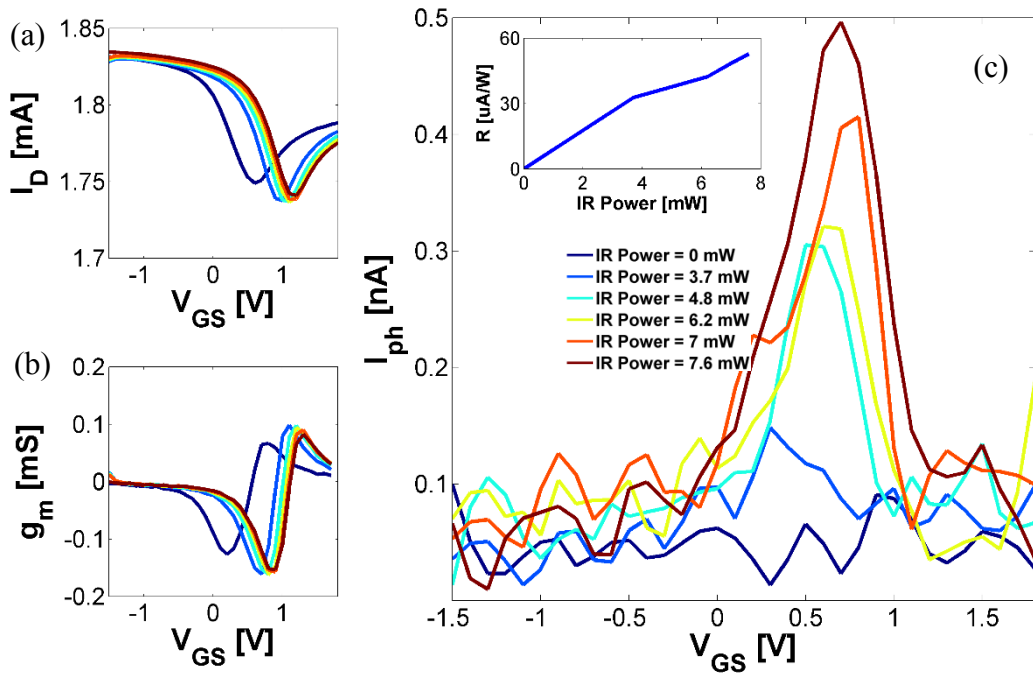 (a)
1.85
1.8
1.75
1.7
I_D [mA]
-1
0
1
V_GS [V]
(b)
0.2
0.1
0
-0.1
-0.2
g_m [mS]
-1
0
1
V_GS [V]
(c)
0.5
0.4
0.3
0.2
0.1
I_ph [nA]
-1.5
-1
-0.5
0
0.5
1
1.5
V_GS [V]
60
30
0
R [uA/W]
0
2
4
6
8
IR Power [mW]
IR Power = 0 mW
IR Power = 3.7 mW
IR Power = 4.8 mW
IR Power = 6.2 mW
IR Power = 7 mW
IR Power = 7.6 mW